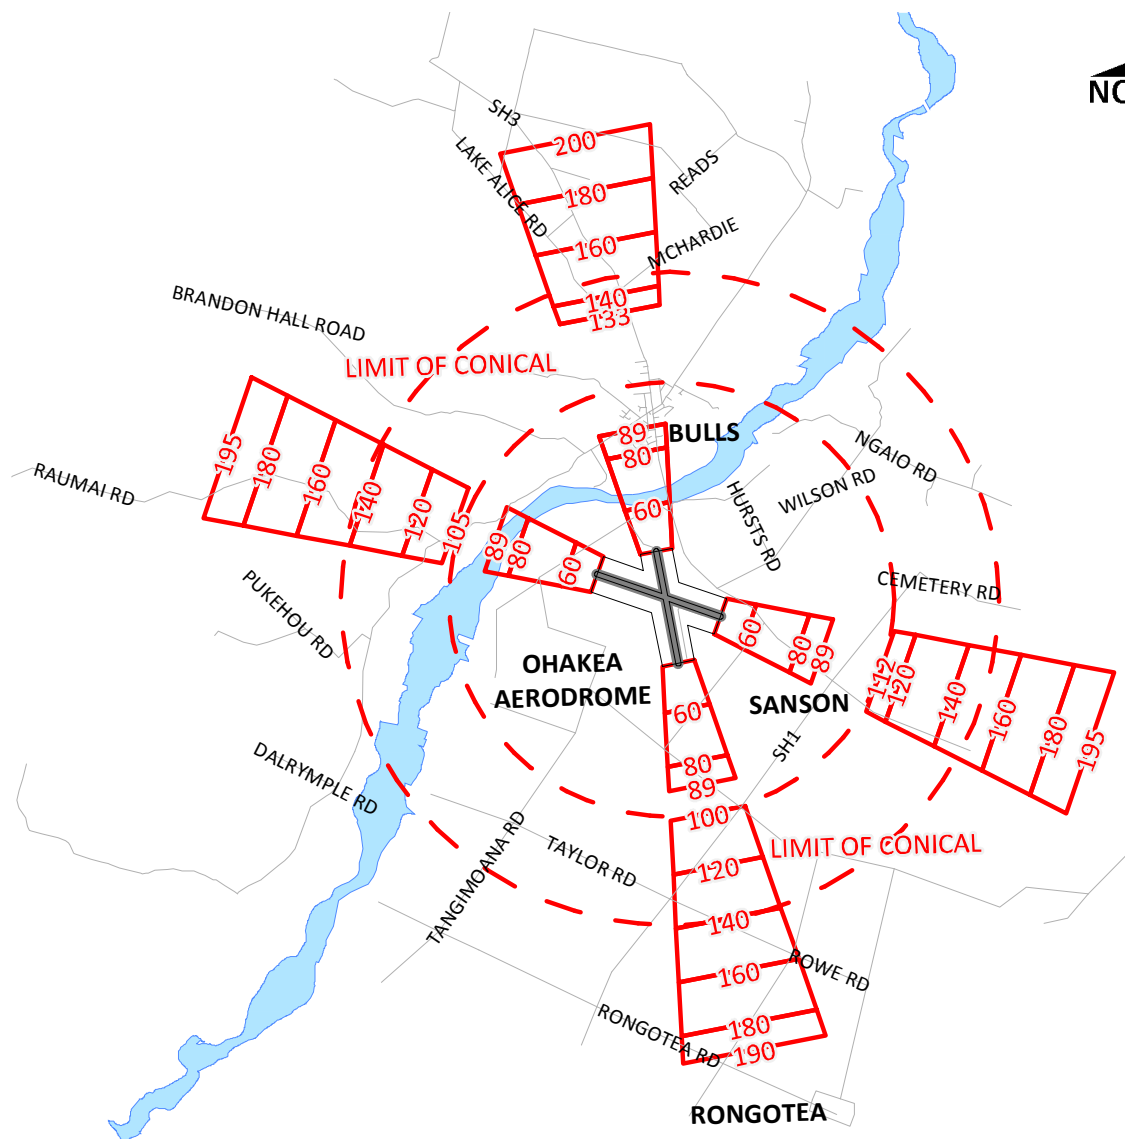 NO
SH3
200
LAKE ALICE RD
READS
180
MCHARDIE
160
140
133
BRANDON HALL ROAD
LIMIT OF CONICAL
89
BULLS
80
60
195
180
160
140
120
105
RAUMAI RD
NGAIO RD
WILSON RD
HURSTS RD
89
80
60
CEMETERY RD
PUKEHOU RD
60
80
89
OHAKEA
AERODROME
SANSON
112
120
140
160
180
195
60
80
89
SH1
DALRYMPLE RD
100
LIMIT OF CONICAL
TANGIMOANA RD
TAYLOR RD
120
140
160
ROWE RD
180
190
RONGOTEA RD
RONGOTEA